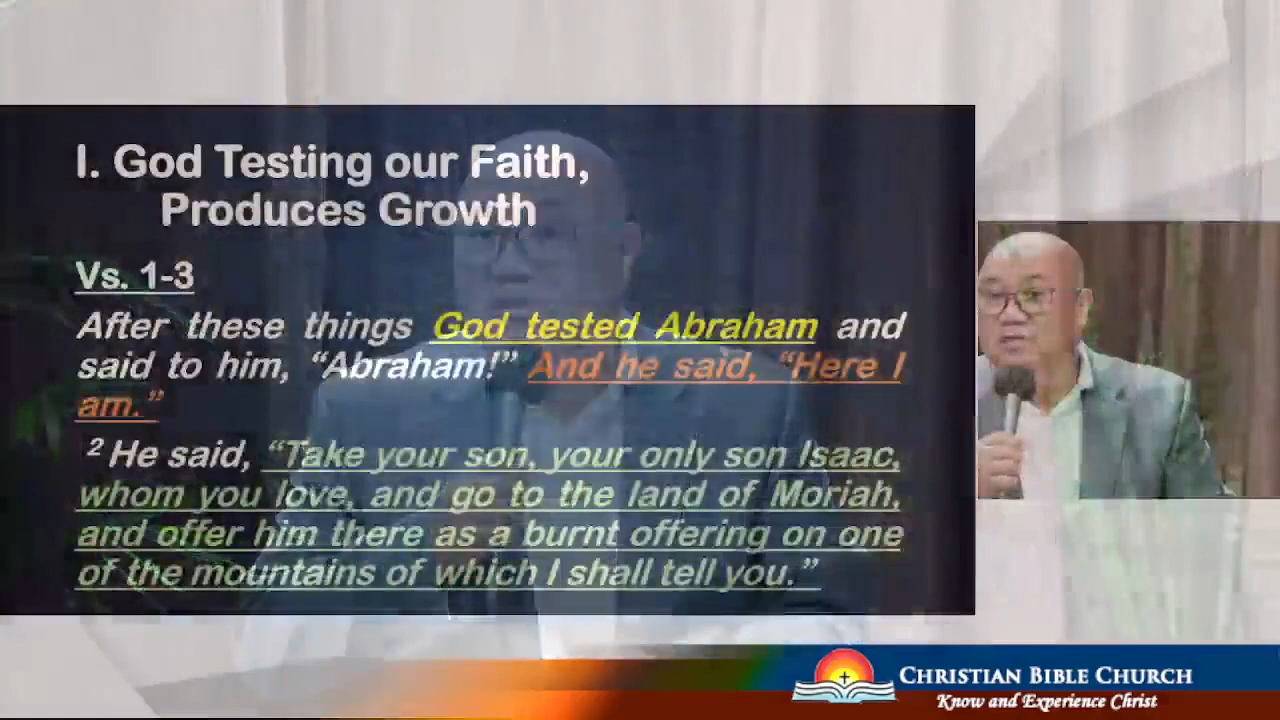 I. God Testing our Faith,
Produces Growth
Vs. 1-3
After these things God tested Abraham and
said to him, “Abraham!” And he said, “Here I
am.”
² He said, “Take your son, your only son Isaac,
whom you love, and go to the land of Moriah,
and offer him there as a burnt offering on one
of the mountains of which I shall tell you.”
CHRISTIAN BIBLE CHURCH
Know and Experience Christ